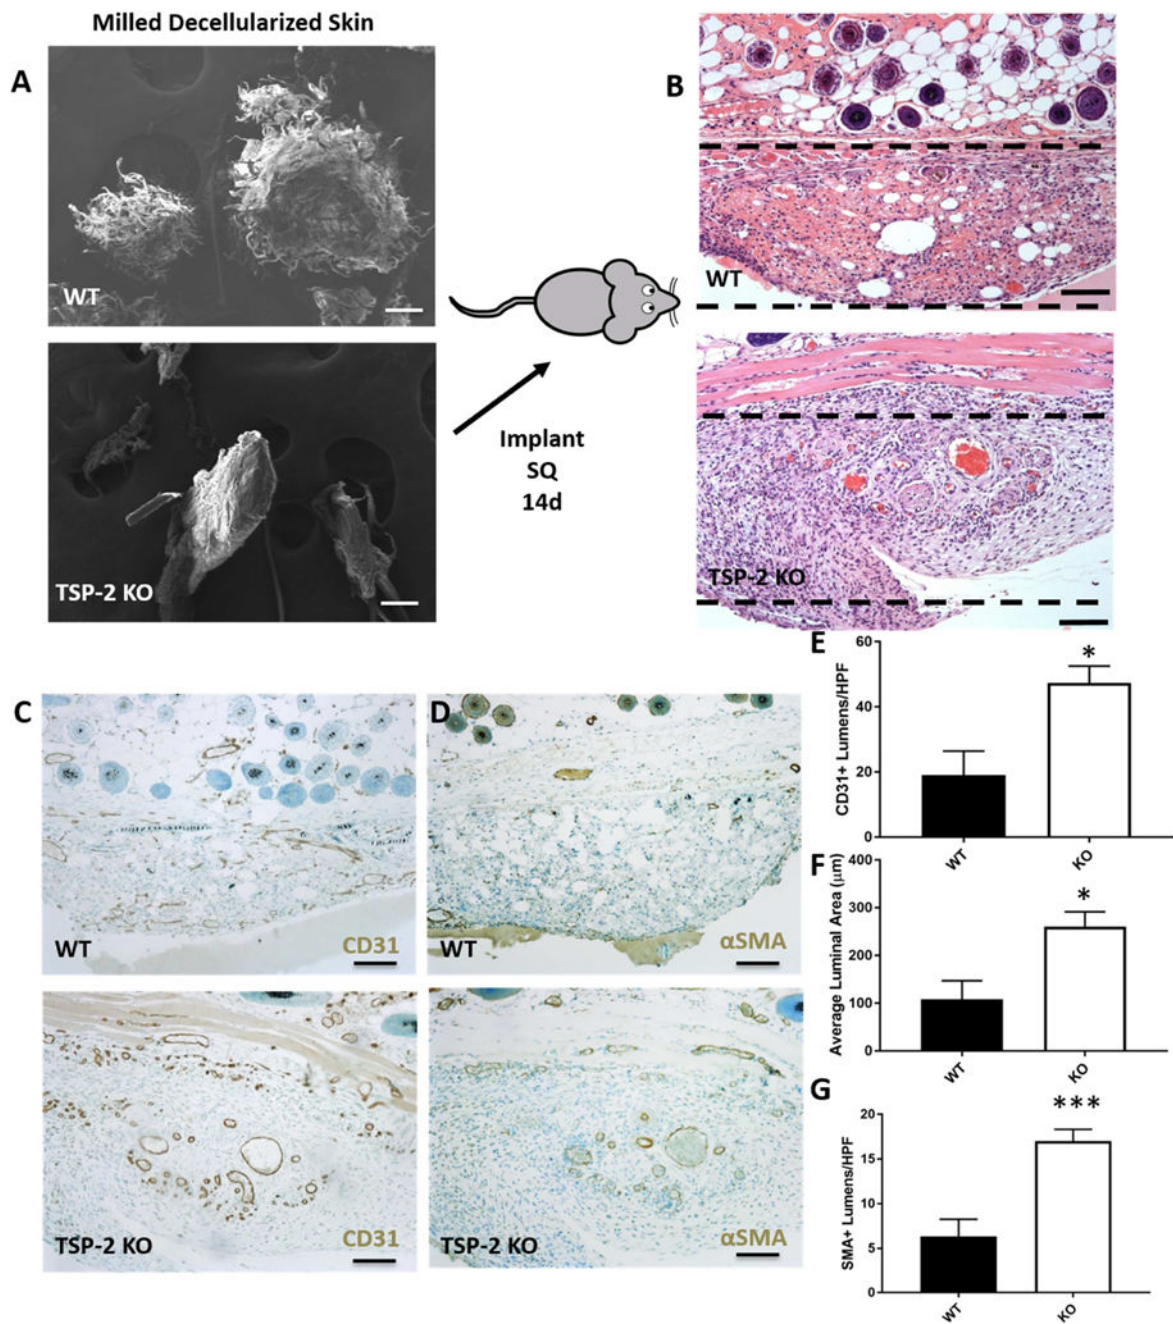 Milled Decellularized Skin
A
WT
TSP-2 KO
Implant
SQ
14d
B
WT
TSP-2 KO
C
WT
CD31
TSP-2 KO
CD31
D
WT
αSMA
TSP-2 KO
αSMA
E
CD31+ Lumens/HPF
60
40
20
0
*
WT
KO
F
Average Luminal Area (μm)
400
300
200
100
0
*
WT
KO
G
SMA+ Lumens/HPF
20
15
10
5
0
***
WT
KO